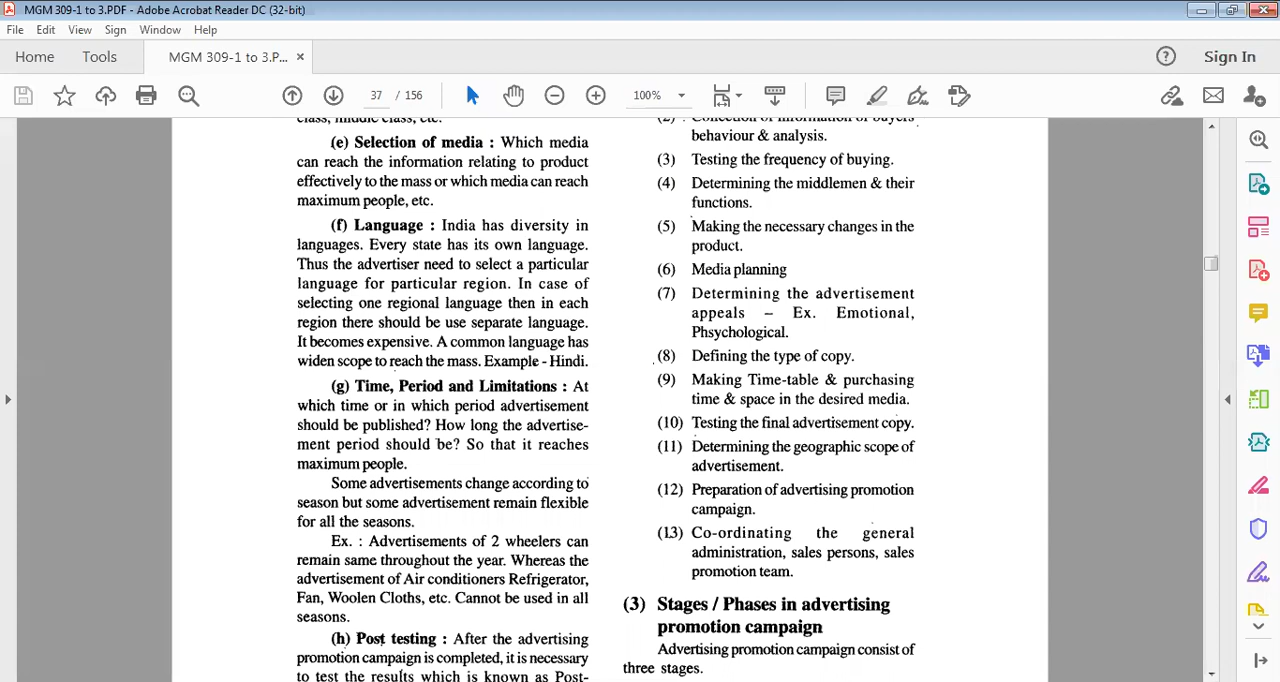 MGM 309-1 to 3.PDF - Adobe Acrobat Reader DC (32-bit)
File Edit View Sign Window Help
Home Tools MGM 309-1 to 3.P... × Sign In
37 / 156 100%
class, middle class, etc.
(e) Selection of media : Which media
can reach the information relating to product
effectively to the mass or which media can reach
maximum people, etc.
(f) Language : India has diversity in
languages. Every state has its own language.
Thus the advertiser need to select a particular
language for particular region. In case of
selecting one regional language then in each
region there should be use separate language.
It becomes expensive. A common language has
widen scope to reach the mass. Example - Hindi.
(g) Time, Period and Limitations : At
which time or in which period advertisement
should be published? How long the advertise-
ment period should be? So that it reaches
maximum people.
Some advertisements change according to
season but some advertisement remain flexible
for all the seasons.
Ex. : Advertisements of 2 wheelers can
remain same throughout the year. Whereas the
advertisement of Air conditioners Refrigerator,
Fan, Woolen Cloths, etc. Cannot be used in all
seasons.
(h) Post testing : After the advertising
promotion campaign is completed, it is necessary
to test the results which is known as Post-
(2) Collection of information of buyers
behaviour & analysis.
(3) Testing the frequency of buying.
(4) Determining the middlemen & their
functions.
(5) Making the necessary changes in the
product.
(6) Media planning
(7) Determining the advertisement
appeals – Ex. Emotional,
Phsychological.
(8) Defining the type of copy.
(9) Making Time-table & purchasing
time & space in the desired media.
(10) Testing the final advertisement copy.
(11) Determining the geographic scope of
advertisement.
(12) Preparation of advertising promotion
campaign.
(13) Co-ordinating the general
administration, sales persons, sales
promotion team.
(3) Stages / Phases in advertising
promotion campaign
Advertising promotion campaign consist of
three stages.